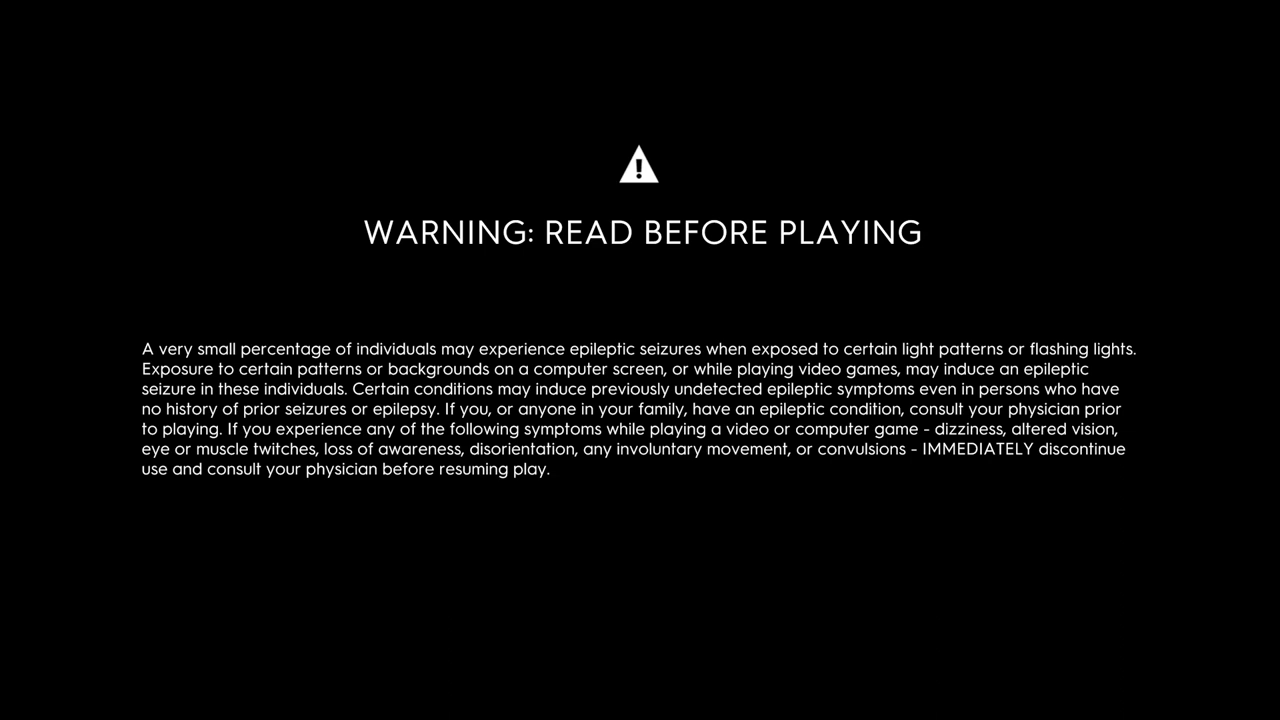 WARNING: READ BEFORE PLAYING
A very small percentage of individuals may experience epileptic seizures when exposed to certain light patterns or flashing lights.
Exposure to certain patterns or backgrounds on a computer screen, or while playing video games, may induce an epileptic
seizure in these individuals. Certain conditions may induce previously undetected epileptic symptoms even in persons who have
no history of prior seizures or epilepsy. If you, or anyone in your family, have an epileptic condition, consult your physician prior
to playing. If you experience any of the following symptoms while playing a video or computer game - dizziness, altered vision,
eye or muscle twitches, loss of awareness, disorientation, any involuntary movement, or convulsions - IMMEDIATELY discontinue
use and consult your physician before resuming play.